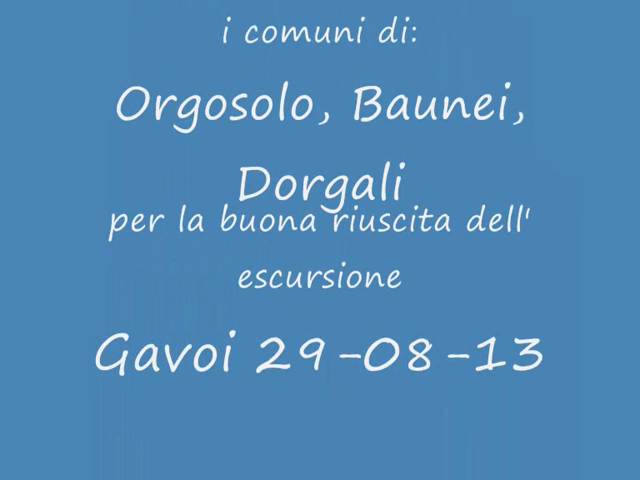 i comuni di:
Orgosolo, Baunei,
Dorgali
per la buona riuscita dell'
escursione
Gavoi 29-08-13